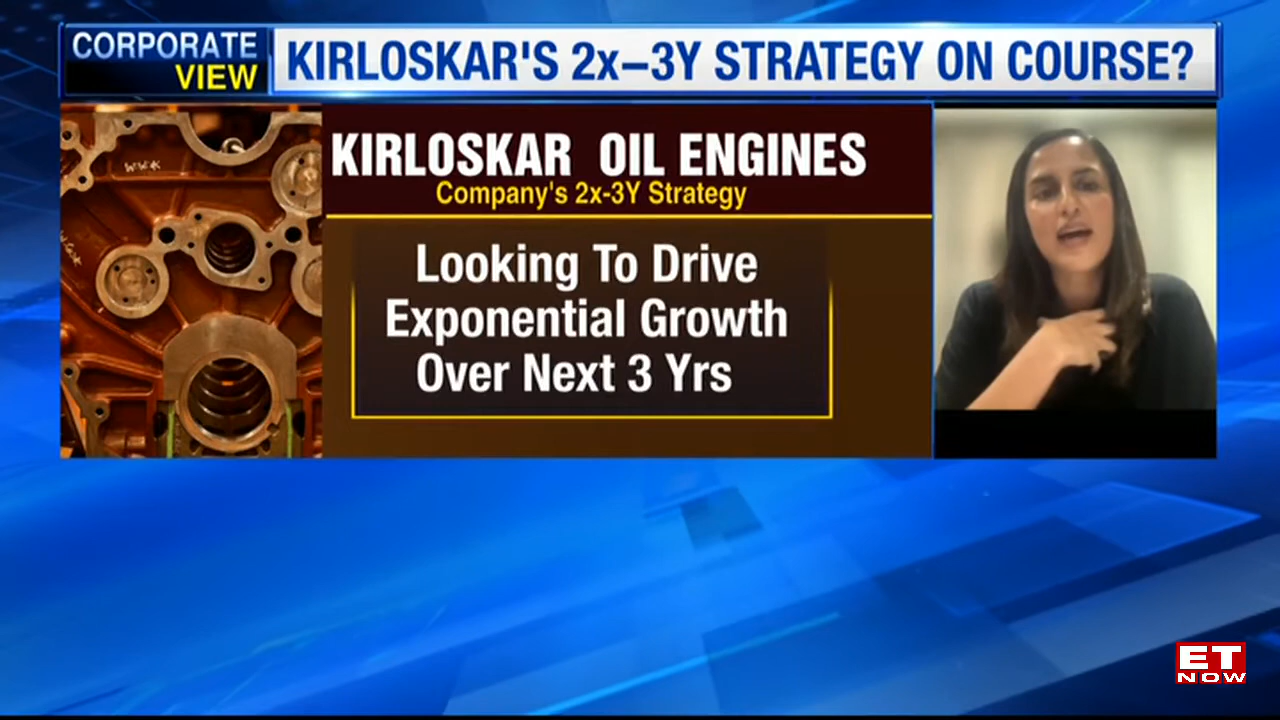 CORPORATE
VIEW
KIRLOSKAR'S 2x–3Y STRATEGY ON COURSE?
KIRLOSKAR OIL ENGINES
Company's 2x-3Y Strategy
Looking To Drive
Exponential Growth
Over Next 3 Yrs
ET
NOW